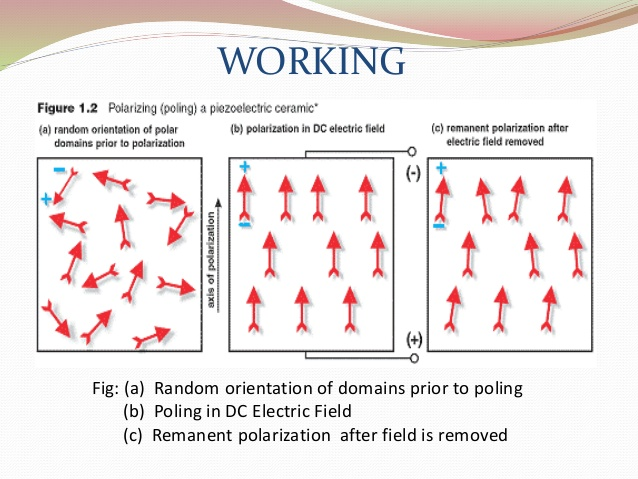 WORKING
Figure 1.2 Polarizing (poling) a piezoelectric ceramic*
(a) random orientation of polar
domains prior to polarization
(b) polarization in DC electric field
(c) remanent polarization after
electric field removed
–
+
axis of polarization
+
–
(-)
(+)
+
–
Fig: (a) Random orientation of domains prior to poling
(b) Poling in DC Electric Field
(c) Remanent polarization after field is removed